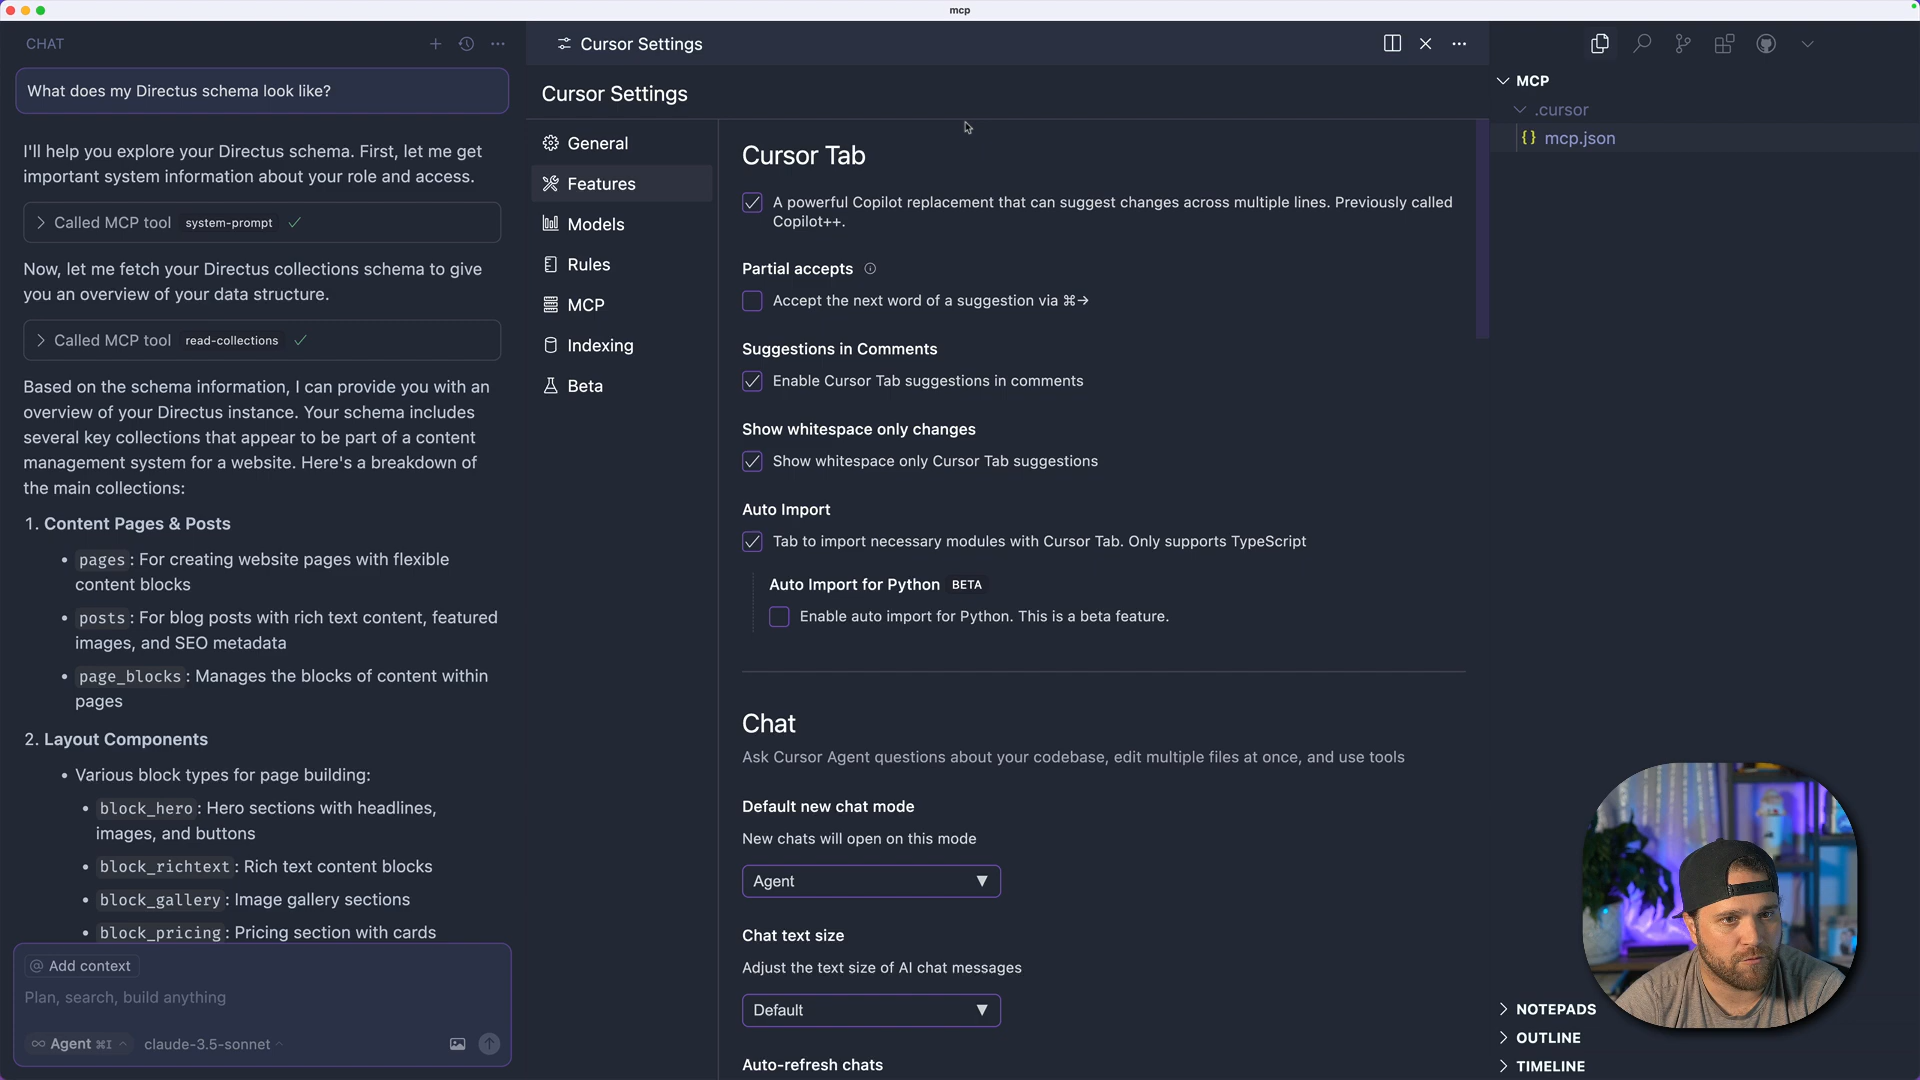 mcp
CHAT
What does my Directus schema look like?
I'll help you explore your Directus schema. First, let me get
important system information about your role and access.
Called MCP tool system-prompt
Now, let me fetch your Directus collections schema to give
you an overview of your data structure.
Called MCP tool read-collections
Based on the schema information, I can provide you with an
overview of your Directus instance. Your schema includes
several key collections that appear to be part of a content
management system for a website. Here's a breakdown of
the main collections:
1. Content Pages & Posts
• pages: For creating website pages with flexible
content blocks
• posts: For blog posts with rich text content, featured
images, and SEO metadata
• page_blocks: Manages the blocks of content within
pages
2. Layout Components
• Various block types for page building:
• block_hero: Hero sections with headlines,
images, and buttons
• block_richtext: Rich text content blocks
• block_gallery: Image gallery sections
• block_pricing: Pricing section with cards
@ Add context
Plan, search, build anything
∞ Agent ⌘I claude-3.5-sonnet
Cursor Settings
Cursor Settings
General
Features
Models
Rules
MCP
Indexing
Beta
Cursor Tab
A powerful Copilot replacement that can suggest changes across multiple lines. Previously called
Copilot++.
Partial accepts
Accept the next word of a suggestion via ⌘→
Suggestions in Comments
Enable Cursor Tab suggestions in comments
Show whitespace only changes
Show whitespace only Cursor Tab suggestions
Auto Import
Tab to import necessary modules with Cursor Tab. Only supports TypeScript
Auto Import for Python BETA
Enable auto import for Python. This is a beta feature.
Chat
Ask Cursor Agent questions about your codebase, edit multiple files at once, and use tools
Default new chat mode
New chats will open on this mode
Agent
Chat text size
Adjust the text size of AI chat messages
Default
Auto-refresh chats
MCP
.cursor
{} mcp.json
NOTEPADS
OUTLINE
TIMELINE